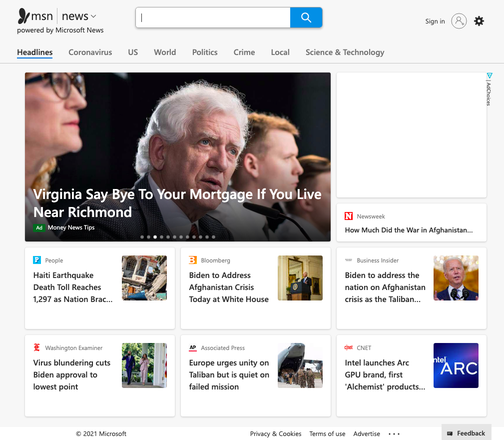 msn news
powered by Microsoft News
Sign in
Headlines Coronavirus US World Politics Crime Local Science & Technology
AdChoices
Virginia Say Bye To Your Mortgage If You Live
Near Richmond
Ad Money News Tips
Newsweek
How Much Did the War in Afghanistan...
People
Haiti Earthquake
Death Toll Reaches
1,297 as Nation Brac...
Bloomberg
Biden to Address
Afghanistan Crisis
Today at White House
Business Insider
Biden to address the
nation on Afghanistan
crisis as the Taliban...
Washington Examiner
Virus blundering cuts
Biden approval to
lowest point
AP Associated Press
Europe urges unity on
Taliban but is quiet on
failed mission
CNET
Intel launches Arc
GPU brand, first
'Alchemist' products...
intel
ARC
© 2021 Microsoft Privacy & Cookies Terms of use Advertise ...
Feedback